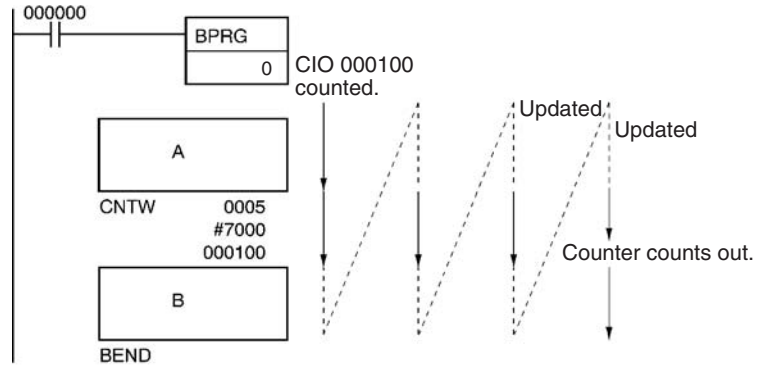 000000
BPRG
0
CIO 000100
counted.
Updated
Updated
A
CNTW 0005
#7000
000100
Counter counts out.
B
BEND